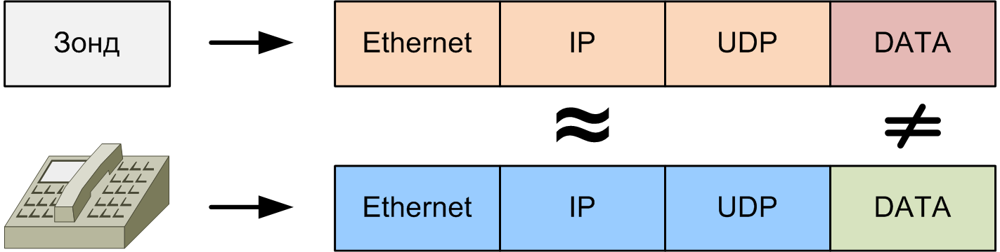 Зонд Ethernet IP UDP DATA
≈ ≠
Ethernet IP UDP DATA